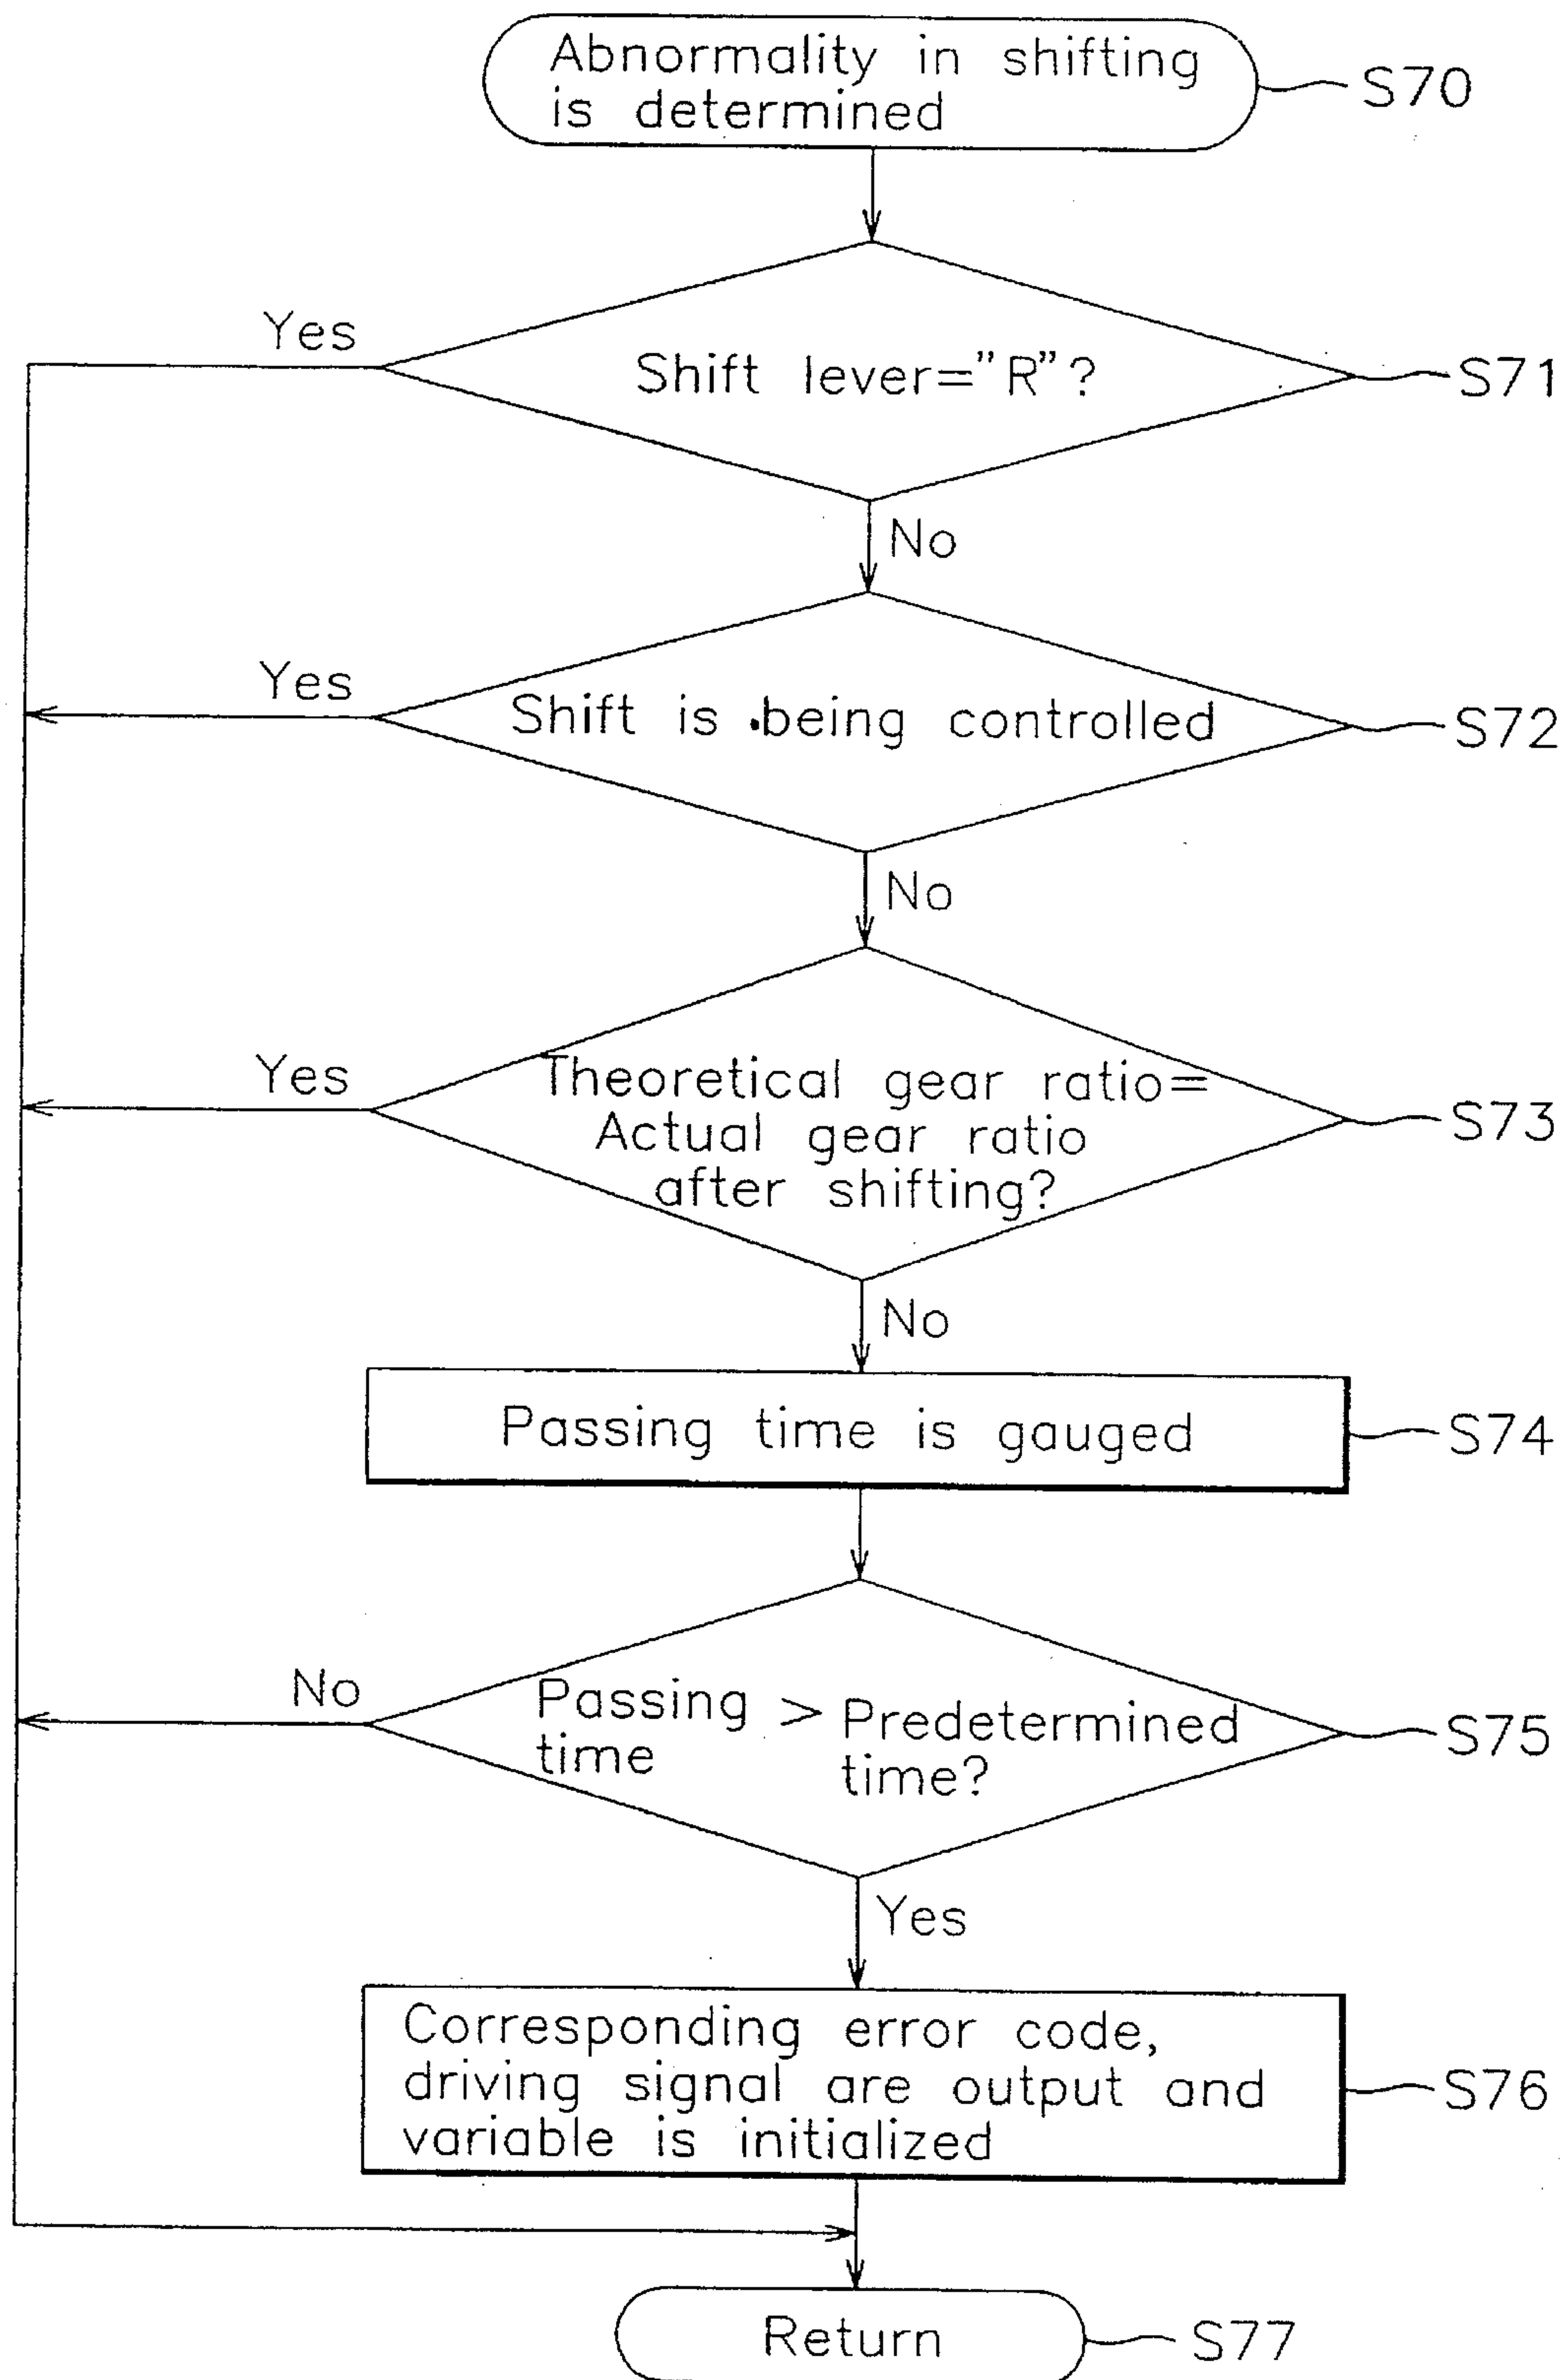 Abnormality in shifting
is determined
S70
Yes
Shift lever="R"?
S71
No
Yes
Shift is being controlled
S72
No
Yes
Theoretical gear ratio=
Actual gear ratio
after shifting?
S73
No
Passing time is gauged
S74
No
Passing > Predetermined
time time?
S75
Yes
Corresponding error code,
driving signal are output and
variable is initialized
S76
Return
S77